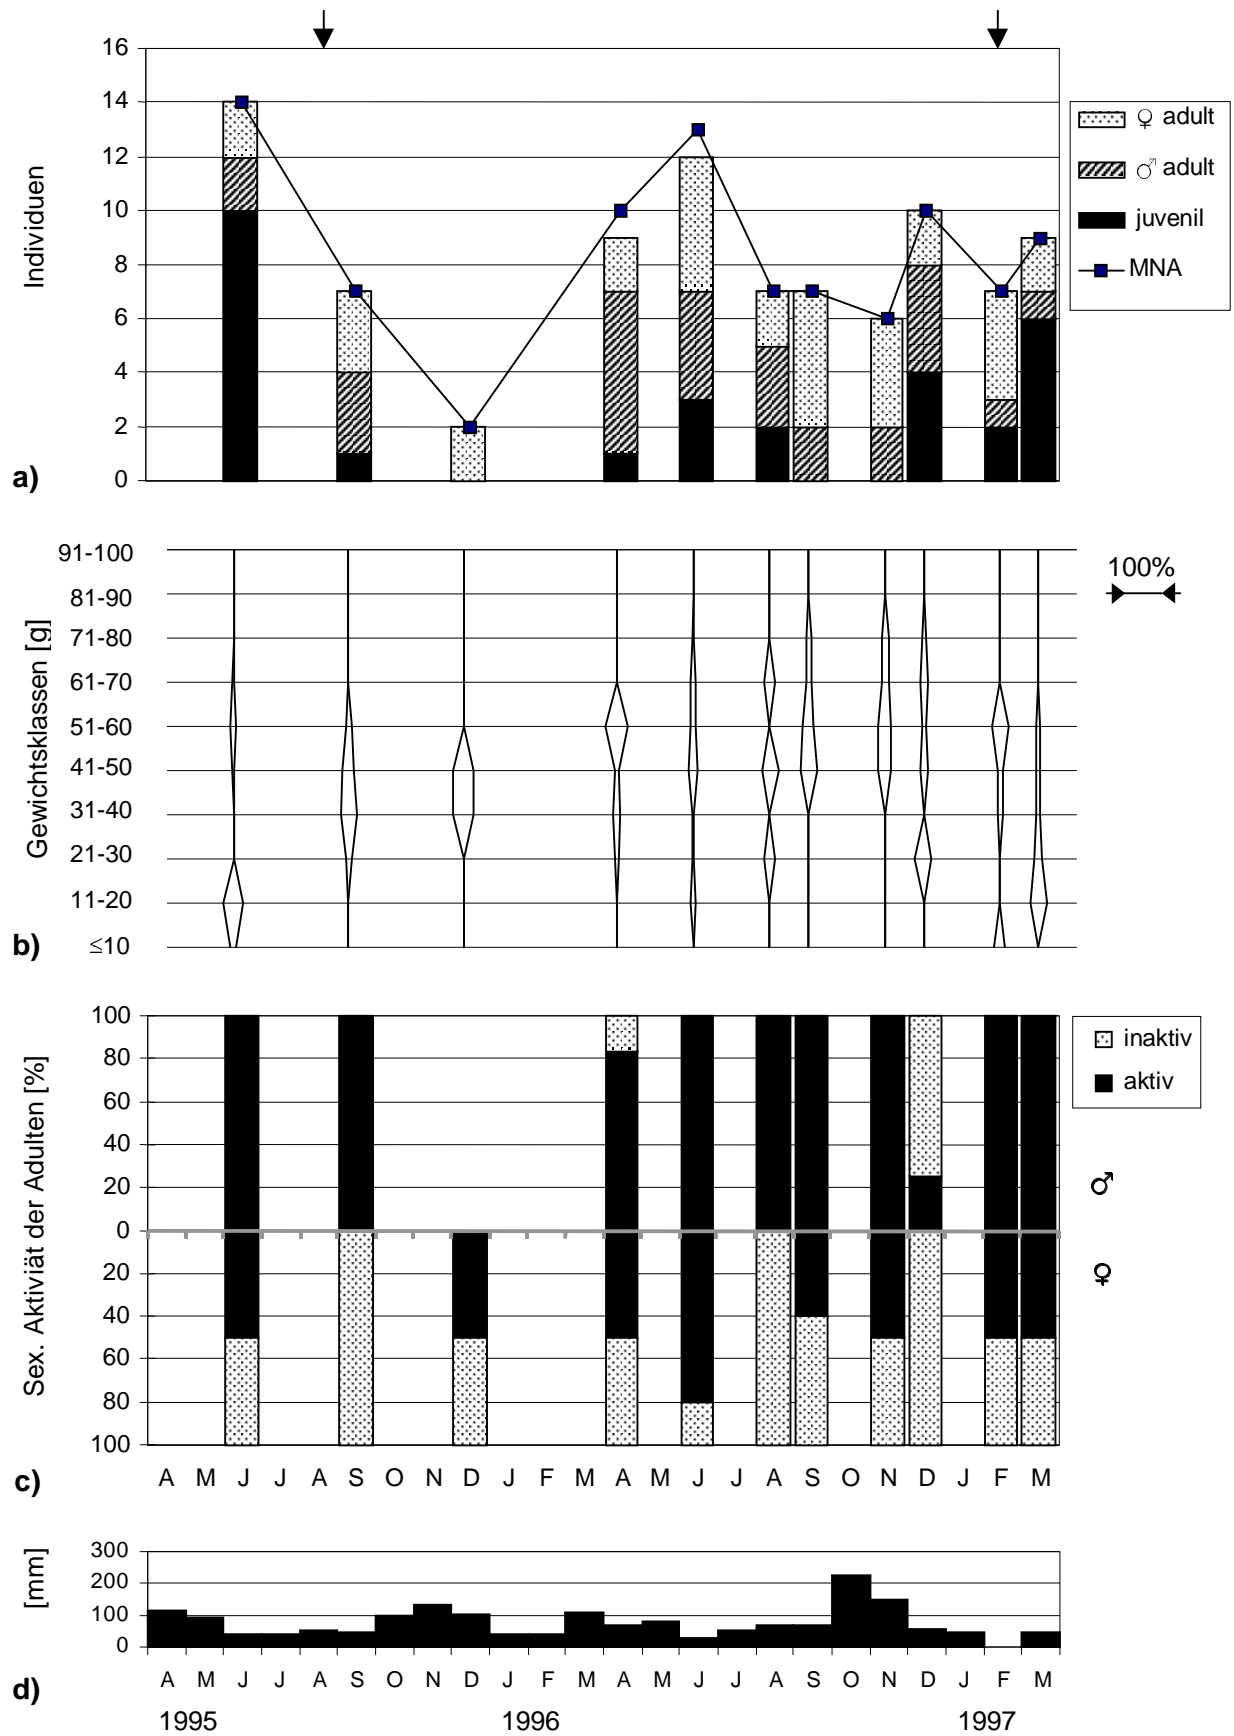 16
14
12
10
8
6
4
2
0
Individuen
a)
♀ adult
♂ adult
juvenil
MNA
91-100
81-90
71-80
61-70
51-60
41-50
31-40
21-30
11-20
≤10
Gewichtsklassen [g]
b)
100%
100
80
60
40
20
0
20
40
60
80
100
Sex. Aktiviät der Adulten [%]
c)
inaktiv
aktiv
♂
♀
A M J J A S O N D J F M A M J J A S O N D J F M
300
200
100
0
[mm]
d)
A M J J A S O N D J F M A M J J A S O N D J F M
1995 1996 1997